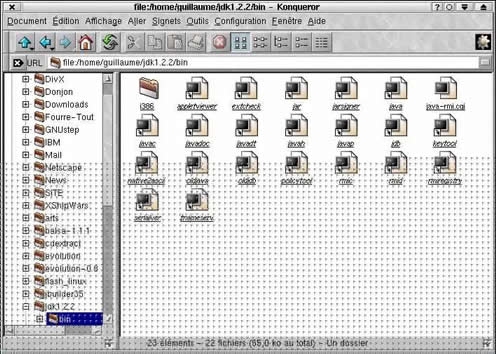 file:/home/guillaume/jdk1.2.2/bin - Konqueror
Document Édition Affichage Aller Signets Outils Configuration Fenêtre Aide
URL file:/home/guillaume/jdk1.2.2/bin
DivX
Donjon
Downloads
Fourre-Tout
GNUstep
IBM
Mail
Netscape
News
SITE
XShipWars
arts
balsa-1.1.1
cdextract
evolution
evolution-0.8
flash_linux
jbuilder35
jdk1.2.2
bin
i386 appletviewer extcheck jar jarsigner java java-rmi.cgi
javac javadoc javadt javah javap jdb keytool
native2ascii oldjava oldjdb policytool rmic rmid rmiregistry
serialver tnameserv
23 éléments - 22 fichiers (55,0 ko au total) - Un dossier